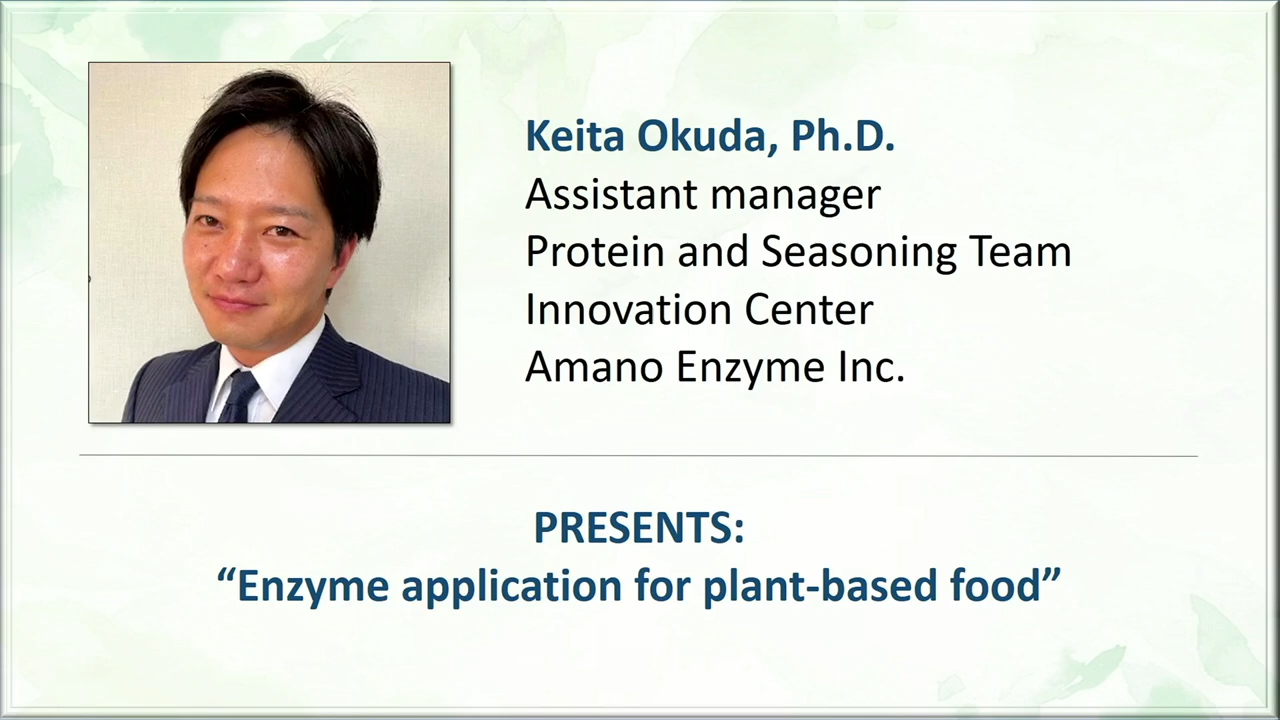 Keita Okuda, Ph.D.
Assistant manager
Protein and Seasoning Team
Innovation Center
Amano Enzyme Inc.
PRESENTS:
“Enzyme application for plant-based food”